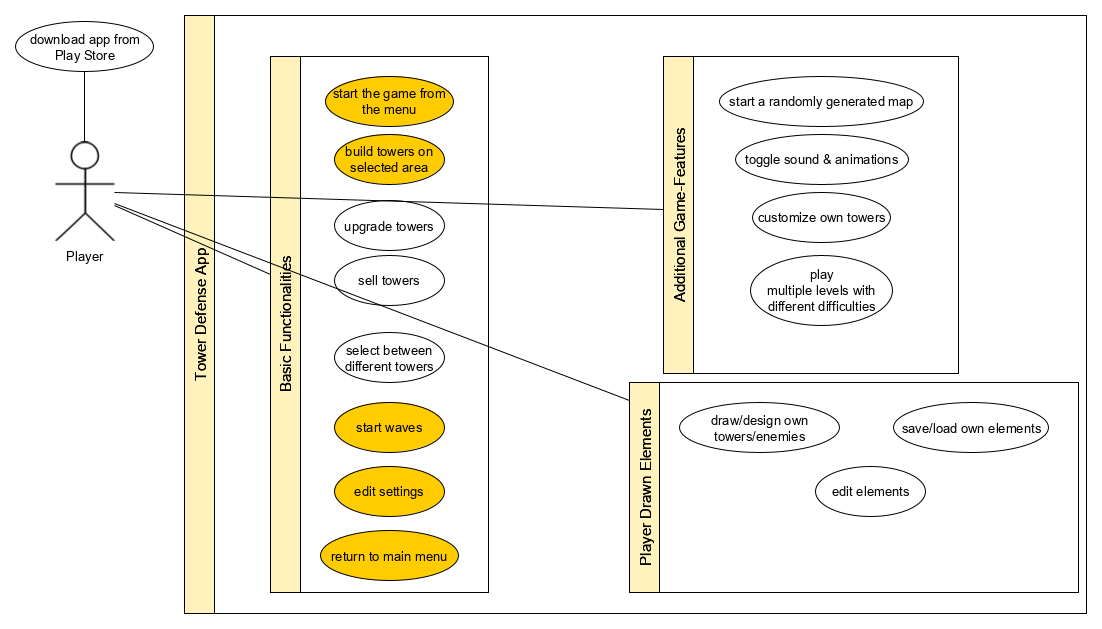 download app from
Play Store
Player
Tower Defense App
Basic Functionalities
start the game from
the menu
build towers on
selected area
upgrade towers
sell towers
select between
different towers
start waves
edit settings
return to main menu
Additional Game-Features
start a randomly generated map
toggle sound & animations
customize own towers
play
multiple levels with
different difficulties
Player Drawn Elements
draw/design own
towers/enemies
save/load own elements
edit elements